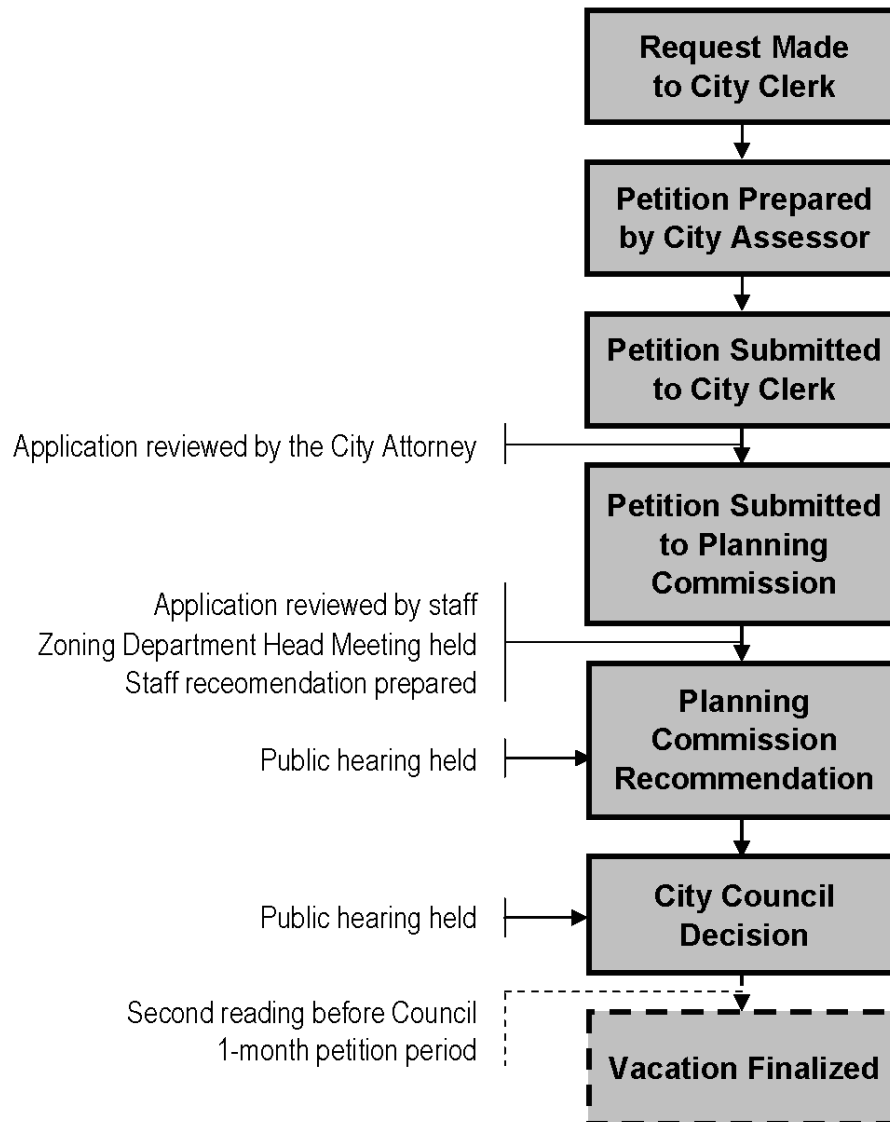 Request Made
to City Clerk
Petition Prepared
by City Assessor
Petition Submitted
to City Clerk
Application reviewed by the City Attorney
Petition Submitted
to Planning
Commission
Application reviewed by staff
Zoning Department Head Meeting held
Staff receomendation prepared
Planning
Commission
Recommendation
Public hearing held
City Council
Decision
Public hearing held
Second reading before Council
1-month petition period
Vacation Finalized